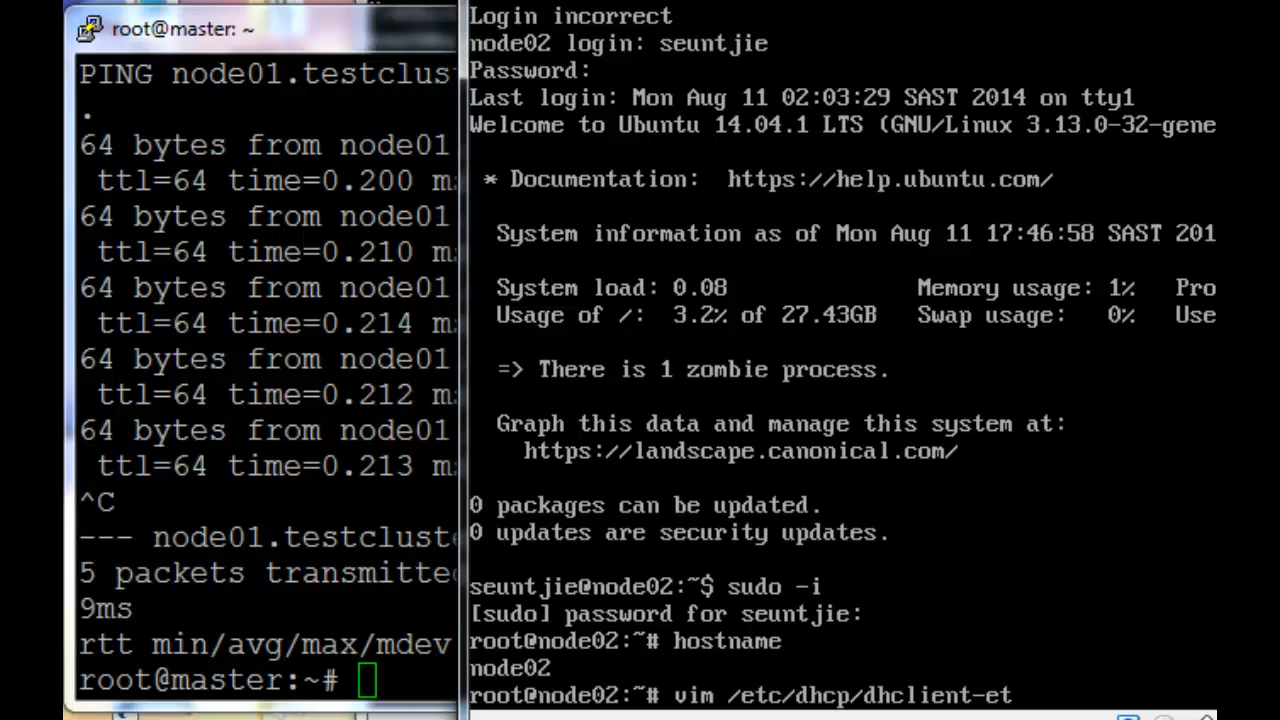 root@master: ~
PING node01.testclus
.
64 bytes from node01
ttl=64 time=0.200 m
64 bytes from node01
ttl=64 time=0.210 m
64 bytes from node01
ttl=64 time=0.214 m
64 bytes from node01
ttl=64 time=0.212 m
64 bytes from node01
ttl=64 time=0.213 m
^C
--- node01.testcluste
5 packets transmitted
9ms
rtt min/avg/max/mdev
root@master:~#
Login incorrect
node02 login: seuntjie
Password:
Last login: Mon Aug 11 02:03:29 SAST 2014 on tty1
Welcome to Ubuntu 14.04.1 LTS (GNU/Linux 3.13.0-32-gene
* Documentation: https://help.ubuntu.com/
System information as of Mon Aug 11 17:46:58 SAST 201
System load: 0.08 Memory usage: 1% Pro
Usage of /: 3.2% of 27.43GB Swap usage: 0% Use
=> There is 1 zombie process.
Graph this data and manage this system at:
https://landscape.canonical.com/
0 packages can be updated.
0 updates are security updates.
seuntjie@node02:~$ sudo -i
[sudo] password for seuntjie:
root@node02:~# hostname
node02
root@node02:~# vim /etc/dhcp/dhclient-et